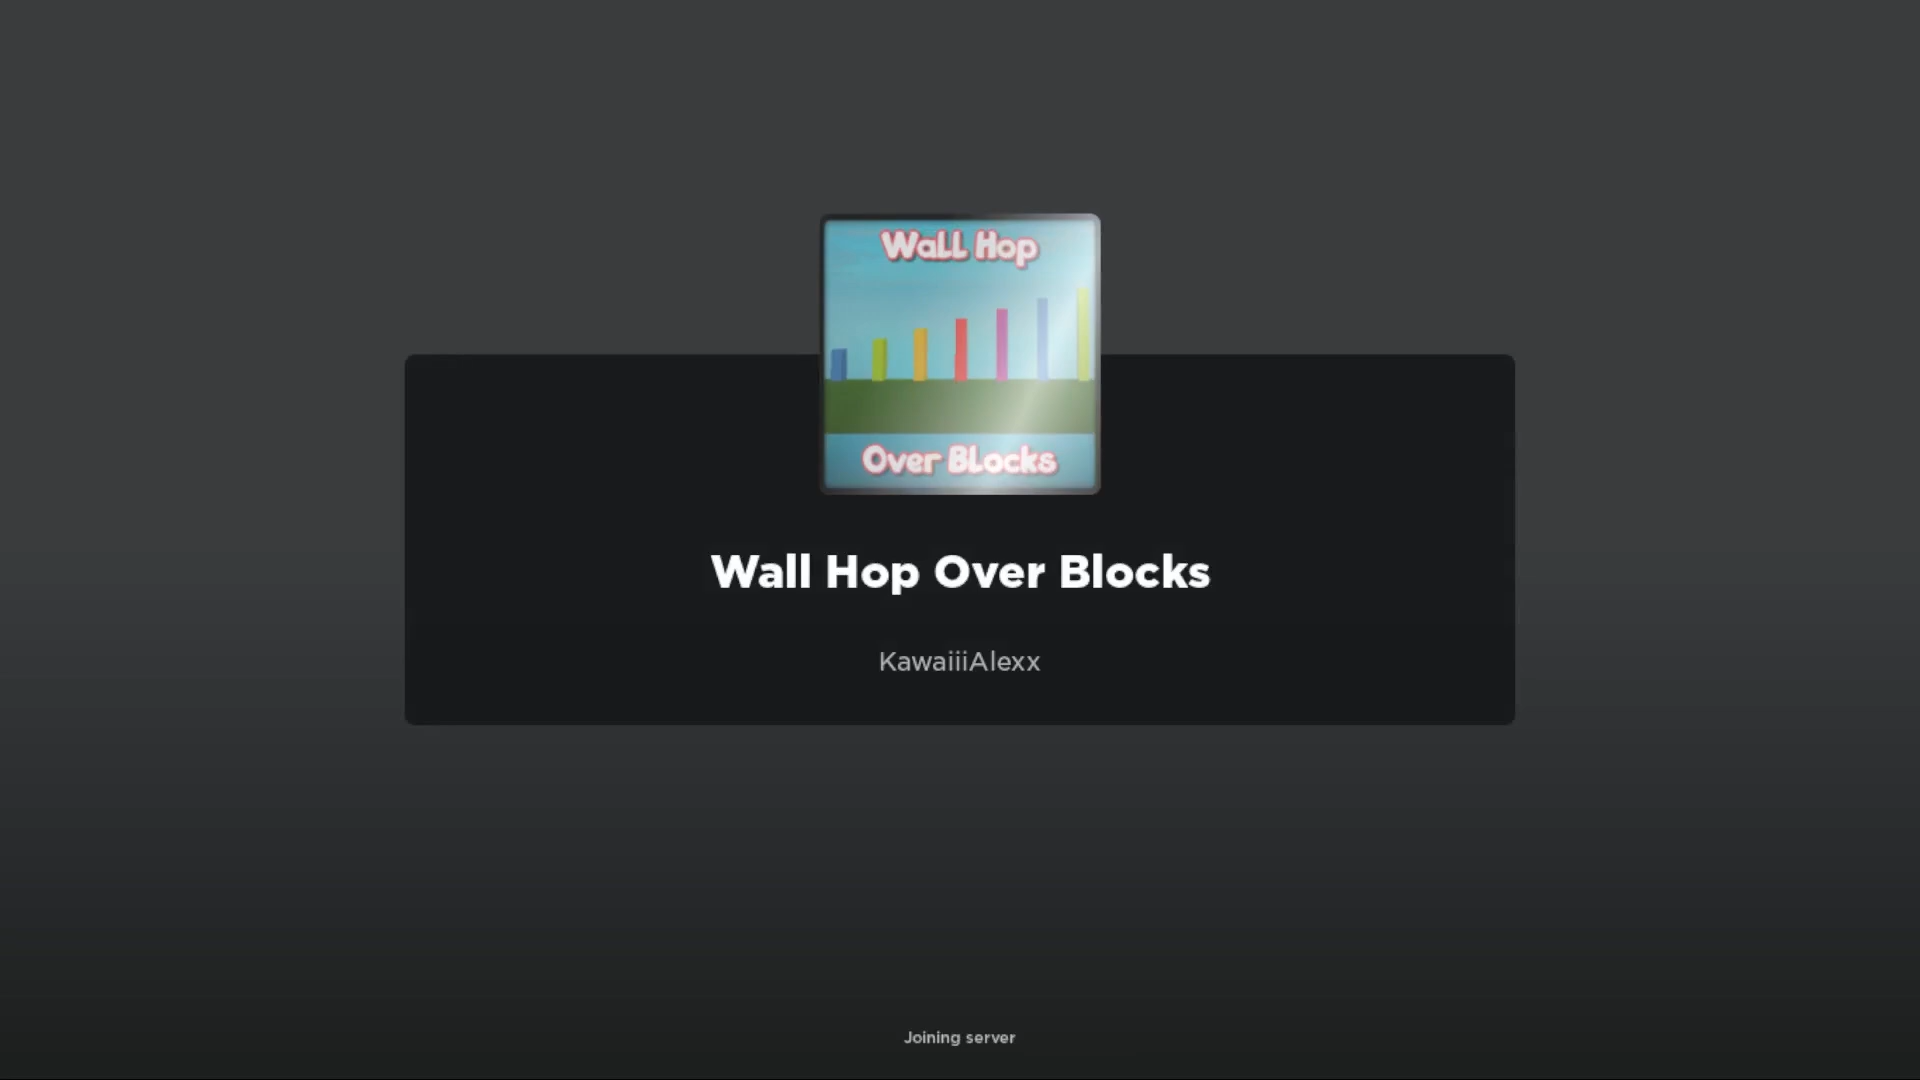 Wall Hop
Over Blocks
Wall Hop Over Blocks
KawaiiiAlexx
Joining server